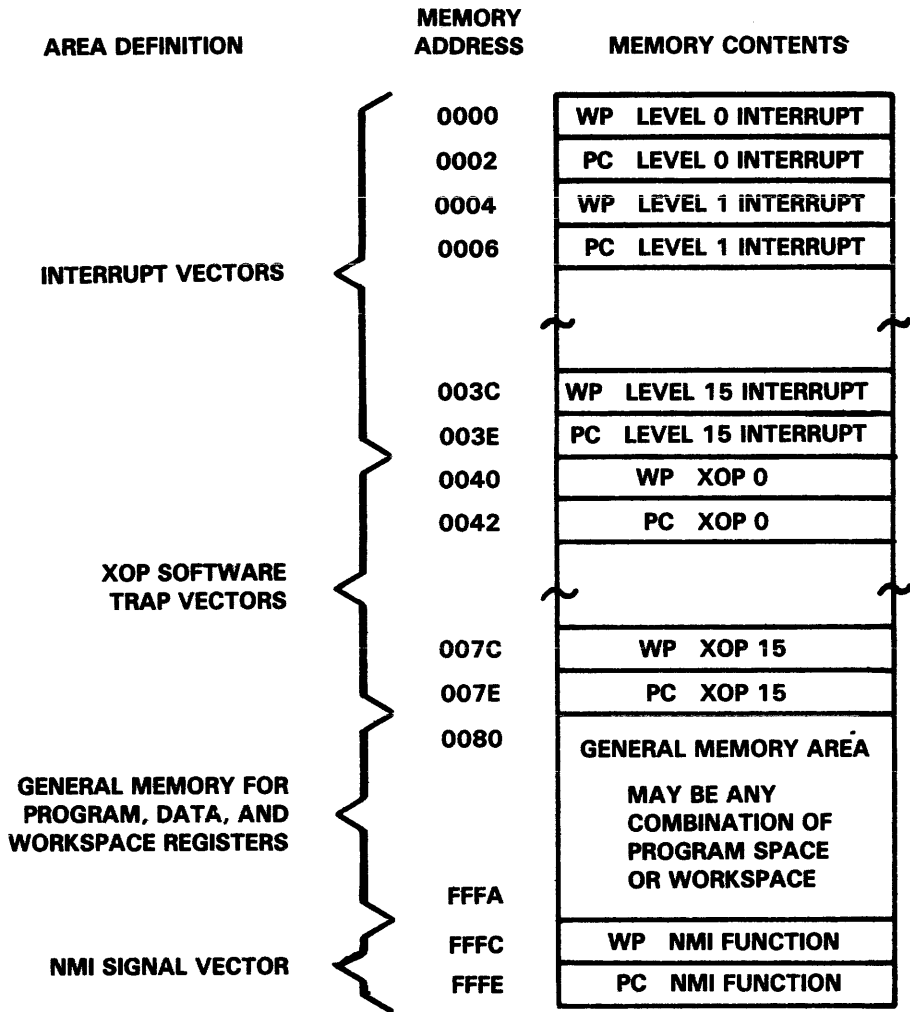 AREA DEFINITION
MEMORY
ADDRESS
MEMORY CONTENTS
INTERRUPT VECTORS
0000
WP LEVEL 0 INTERRUPT
0002
PC LEVEL 0 INTERRUPT
0004
WP LEVEL 1 INTERRUPT
0006
PC LEVEL 1 INTERRUPT
003C
WP LEVEL 15 INTERRUPT
003E
PC LEVEL 15 INTERRUPT
XOP SOFTWARE
TRAP VECTORS
0040
WP XOP 0
0042
PC XOP 0
007C
WP XOP 15
007E
PC XOP 15
GENERAL MEMORY FOR
PROGRAM, DATA, AND
WORKSPACE REGISTERS
0080
GENERAL MEMORY AREA
MAY BE ANY
COMBINATION OF
PROGRAM SPACE
OR WORKSPACE
FFFA
NMI SIGNAL VECTOR
FFFC
WP NMI FUNCTION
FFFE
PC NMI FUNCTION